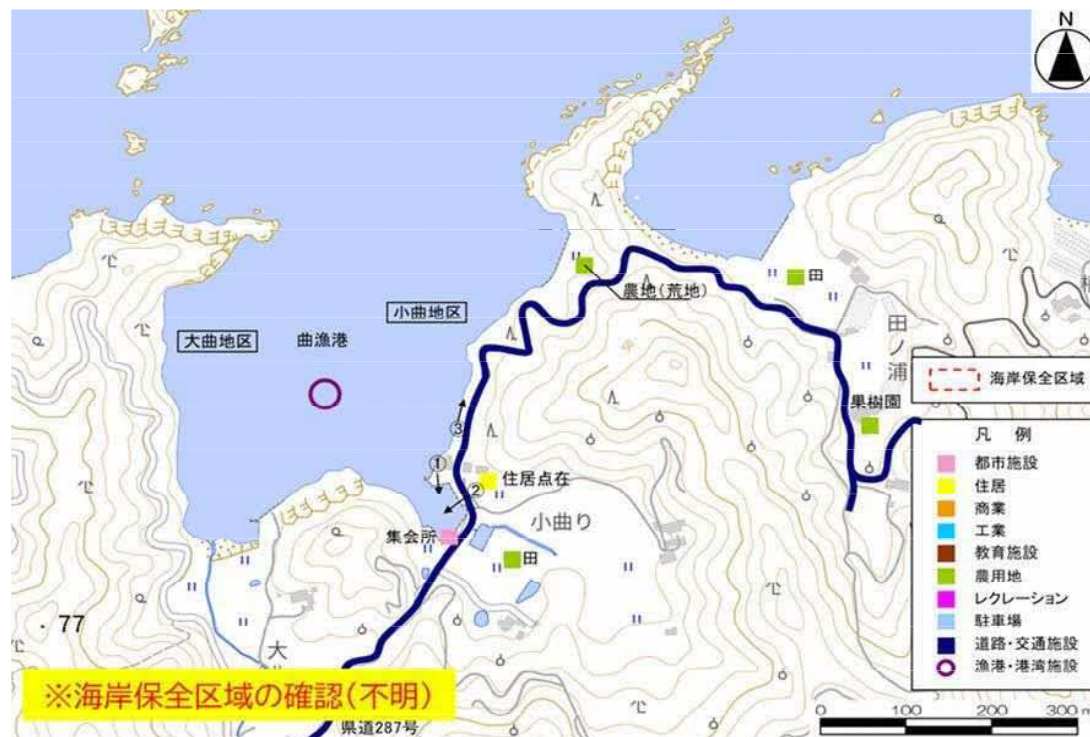 N
小曲地区
大曲地区
曲漁港
農地(荒地)
田
田ノ浦
海岸保全区域
果樹園
凡 例
都市施設
住居
商業
工業
教育施設
農用地
レクレーション
駐車場
道路・交通施設
漁港・港湾施設
③
①
②
住居点在
小曲り
集会所
田
77
大
※海岸保全区域の確認(不明)
県道287号
0 100 200 300 m